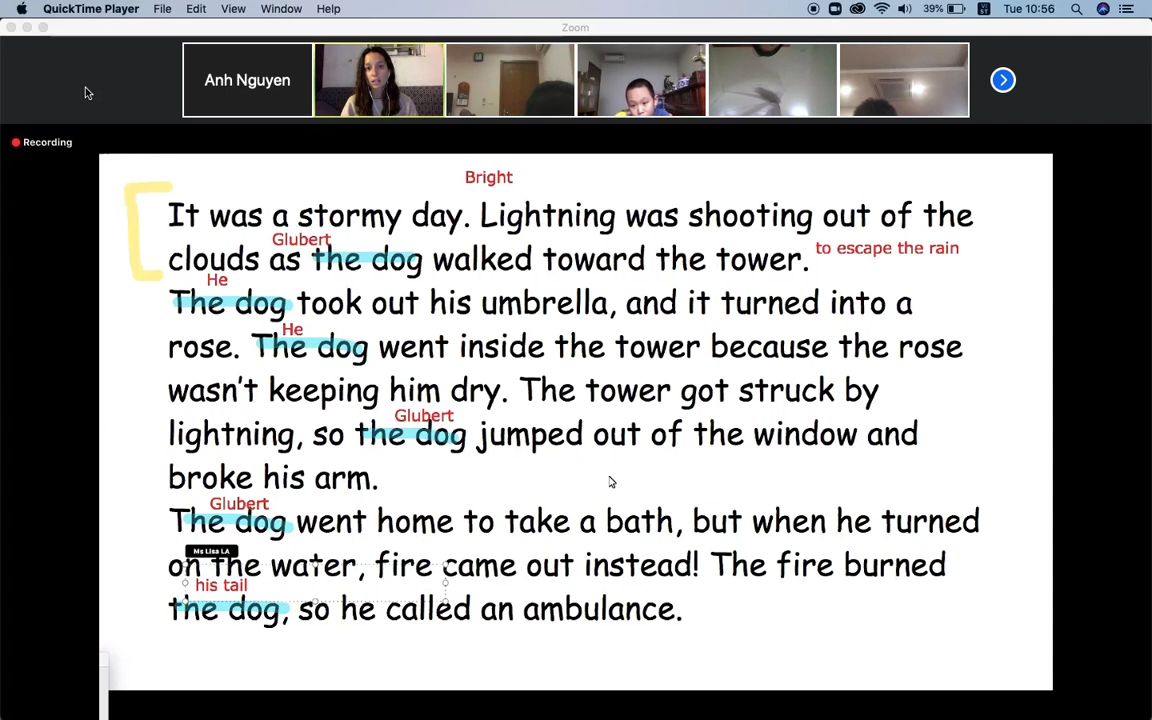 QuickTime Player File Edit View Window Help 39% VI ST Tue 10:56
Zoom
Anh Nguyen
Recording
Bright
It was a stormy day. Lightning was shooting out of the
Glubert
clouds as the dog walked toward the tower. to escape the rain
He
The dog took out his umbrella, and it turned into a
He
rose. The dog went inside the tower because the rose
wasn't keeping him dry. The tower got struck by
Glubert
lightning, so the dog jumped out of the window and
broke his arm.
Glubert
The dog went home to take a bath, but when he turned
Ms Lisa LA
on the water, fire came out instead! The fire burned
his tail
the dog, so he called an ambulance.